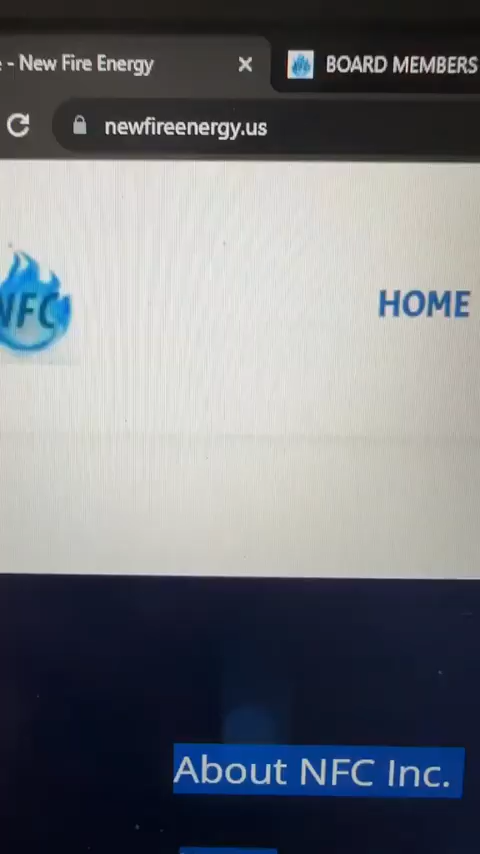 - New Fire Energy
BOARD MEMBERS
newfireenergy.us
NFC
HOME
About NFC Inc.